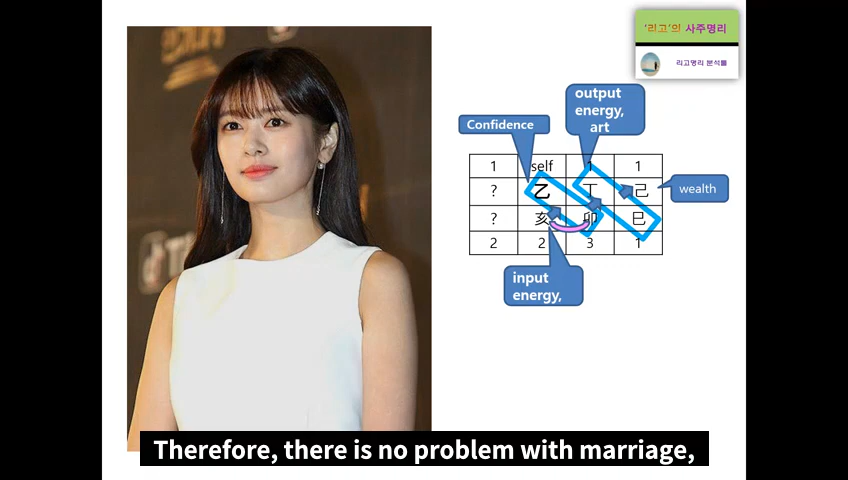 '리고'의 사주명리
리고명리 분석틀
output
energy,
art
Confidence
1 self 1 1
? 乙 丁 己
wealth
? 亥 卯 巳
2 2 3 1
input
energy,
Therefore, there is no problem with marriage,